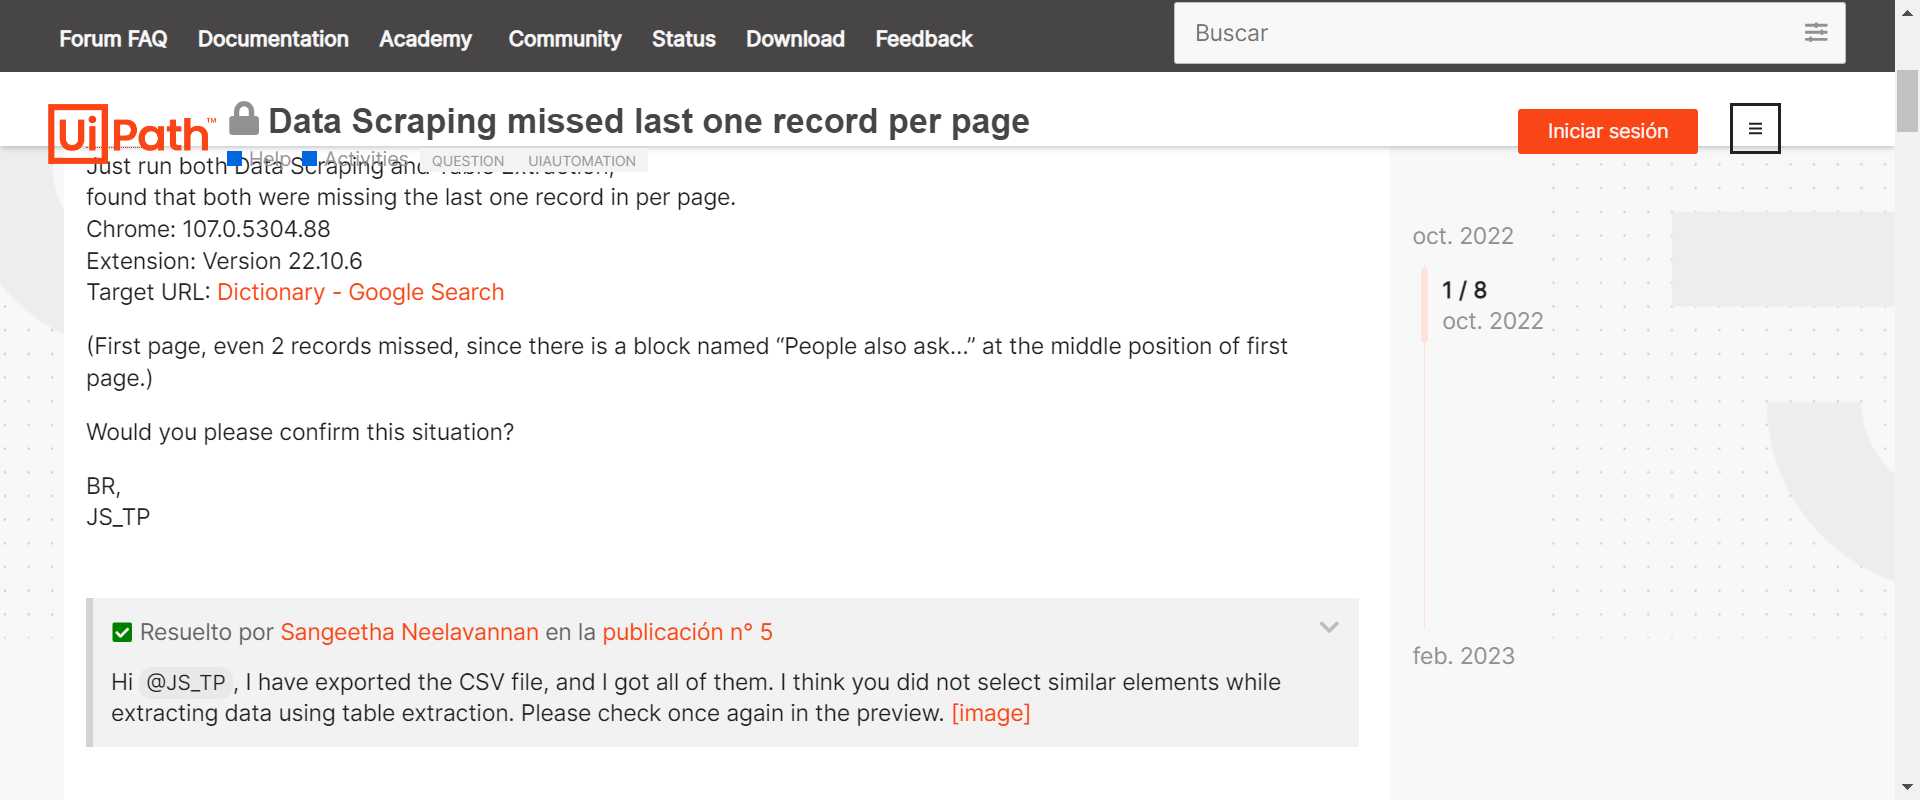 Forum FAQ Documentation Academy Community Status Download Feedback
Buscar
UiPath™
Data Scraping missed last one record per page
Iniciar sesión
Help Activities QUESTION UIAUTOMATION
Just run both Data Scraping and Table Extraction,
found that both were missing the last one record in per page.
Chrome: 107.0.5304.88
Extension: Version 22.10.6
Target URL: Dictionary - Google Search
(First page, even 2 records missed, since there is a block named “People also ask…” at the middle position of first
page.)
Would you please confirm this situation?
BR,
JS_TP
Resuelto por Sangeetha Neelavannan en la publicación n° 5
Hi @JS_TP , I have exported the CSV file, and I got all of them. I think you did not select similar elements while
extracting data using table extraction. Please check once again in the preview. [image]
oct. 2022
1 / 8
oct. 2022
feb. 2023